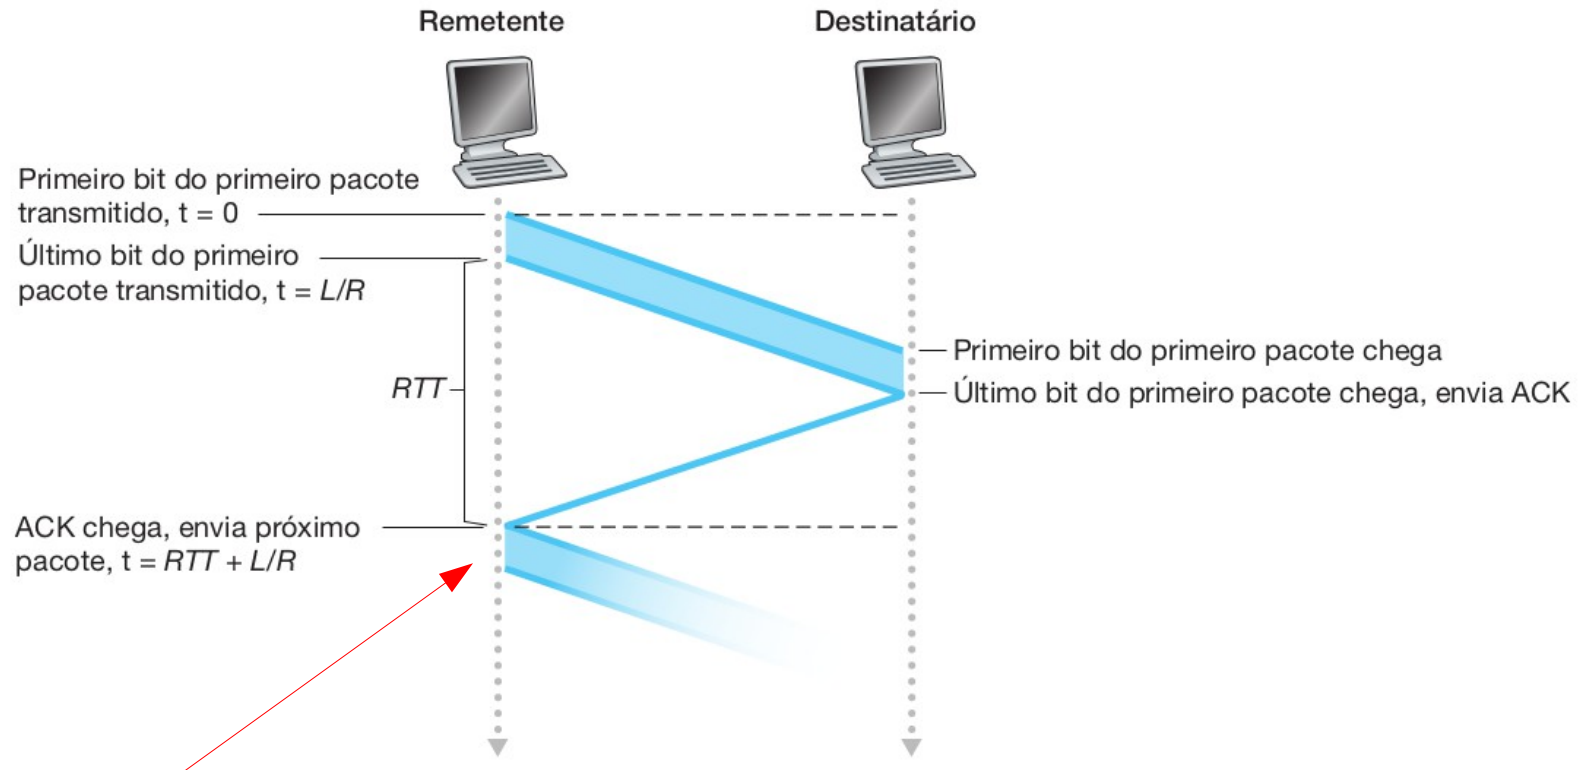 Remetente
Destinatário
Primeiro bit do primeiro pacote
transmitido, t = 0
Último bit do primeiro
pacote transmitido, t = L/R
Primeiro bit do primeiro pacote chega
RTT
Último bit do primeiro pacote chega, envia ACK
ACK chega, envia próximo
pacote, t = RTT + L/R